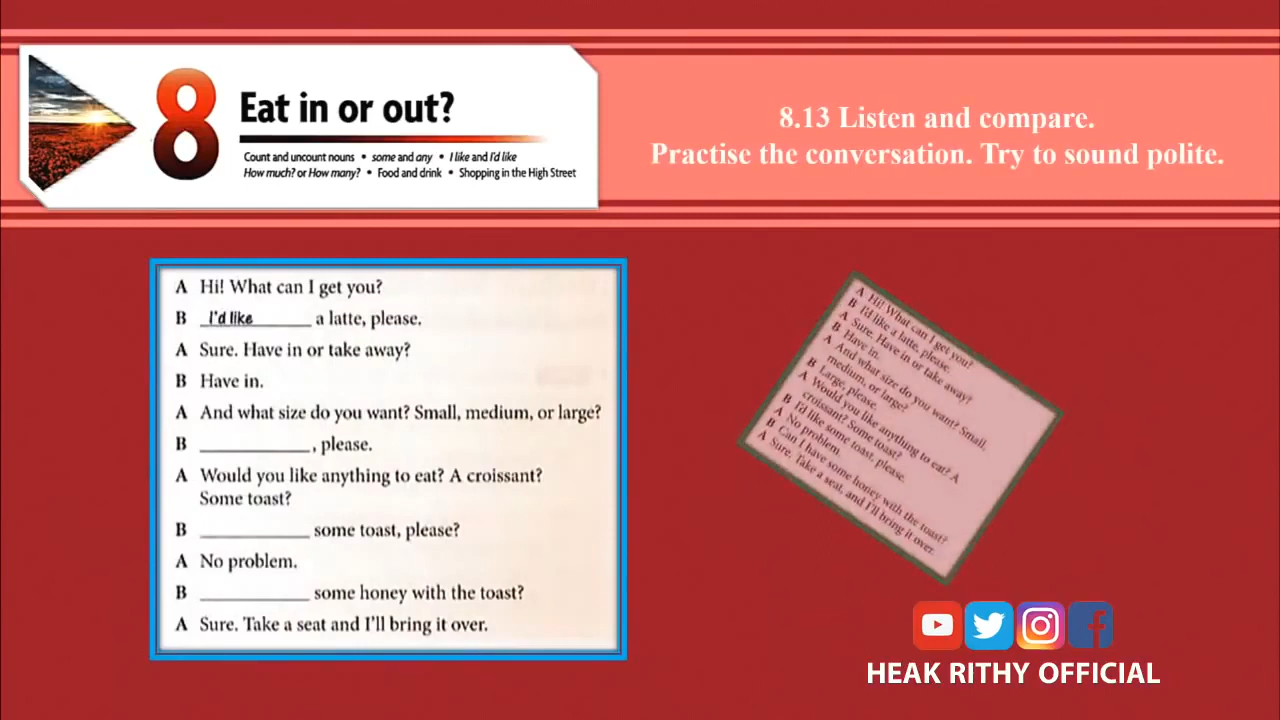 8 Eat in or out?
Count and uncount nouns • some and any • I like and I'd like
How much? or How many? • Food and drink • Shopping in the High Street
8.13 Listen and compare.
Practise the conversation. Try to sound polite.
A Hi! What can I get you?
B I'd like a latte, please.
A Sure. Have in or take away?
B Have in.
A And what size do you want? Small, medium, or large?
B ____________, please.
A Would you like anything to eat? A croissant?
Some toast?
B ____________ some toast, please?
A No problem.
B ____________ some honey with the toast?
A Sure. Take a seat and I'll bring it over.
A Hi! What can I get you?
B I'd like a latte, please.
A Sure. Have in or take away?
B Have in.
A And what size do you want? Small,
medium, or large?
B Large, please.
A Would you like anything to eat? A
croissant? Some toast?
B I'd like some toast, please.
A No problem.
B Can I have some honey with the toast?
A Sure. Take a seat, and I'll bring it over.
HEAK RITHY OFFICIAL